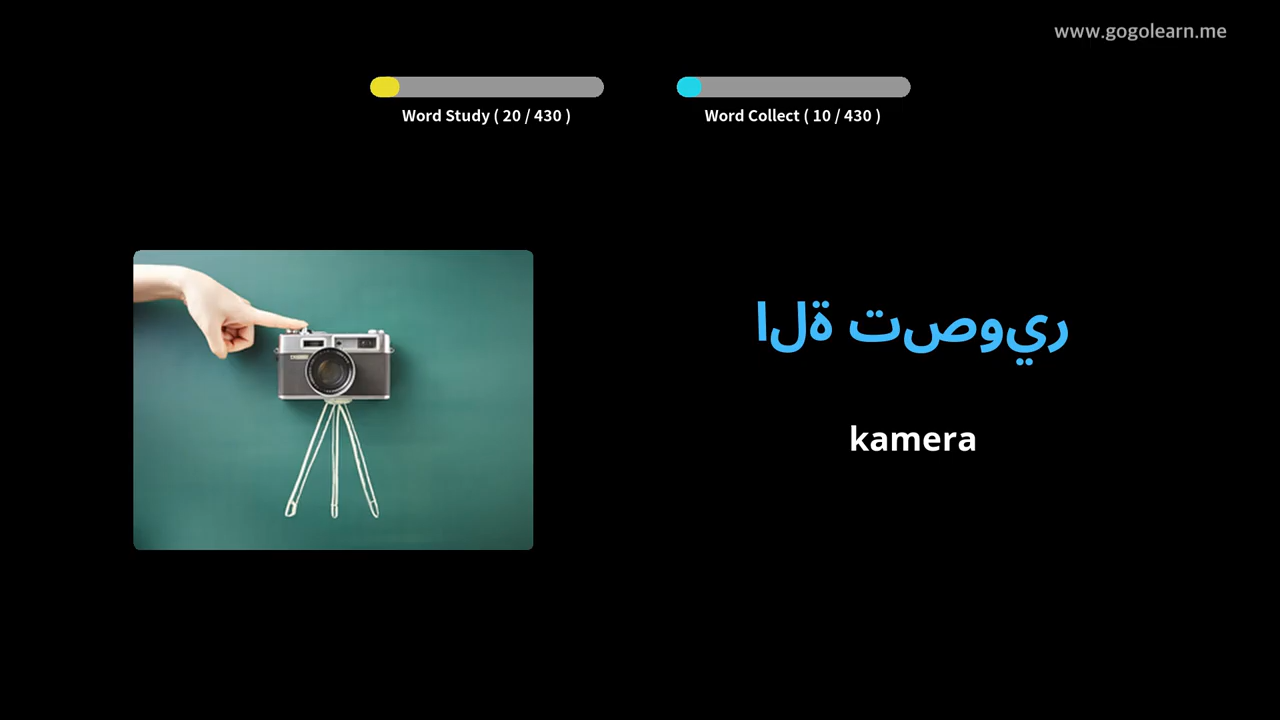 www.gogolearn.me
Word Study ( 20 / 430 )
Word Collect ( 10 / 430 )
الة تصوير
kamera